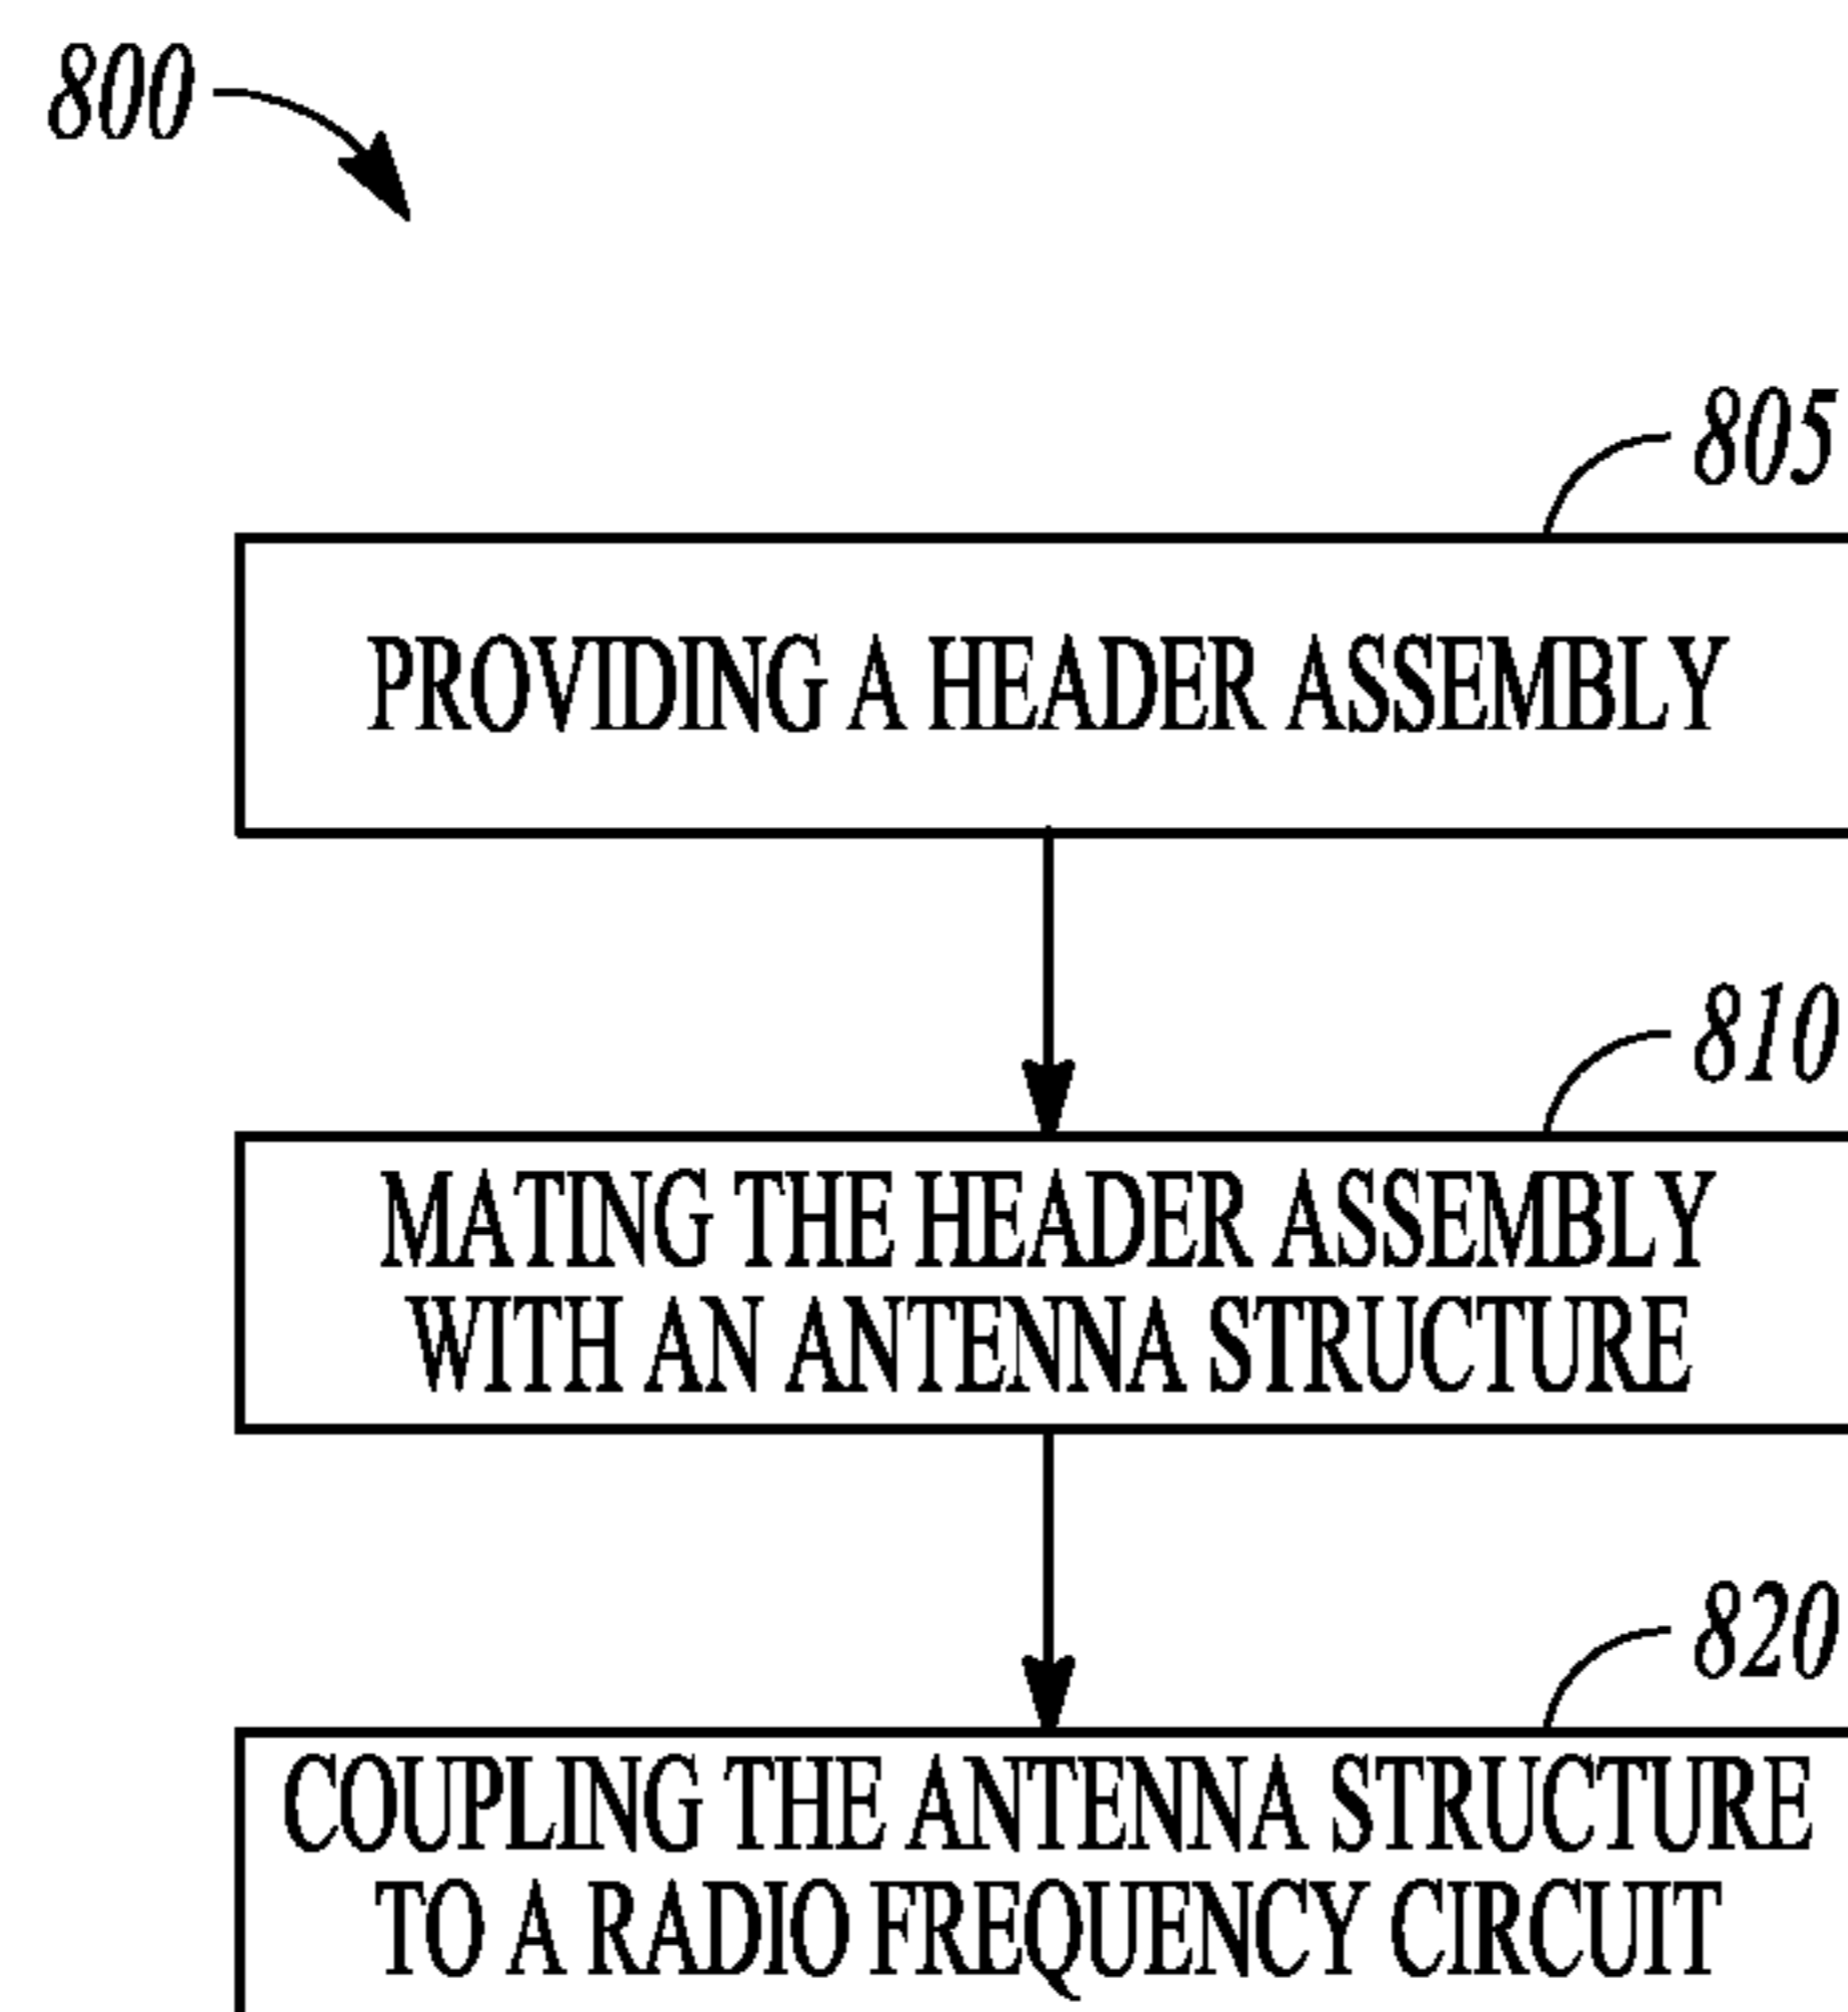 800
805
PROVIDING A HEADER ASSEMBLY
810
MATING THE HEADER ASSEMBLY
WITH AN ANTENNA STRUCTURE
820
COUPLING THE ANTENNA STRUCTURE
TO A RADIO FREQUENCY CIRCUIT